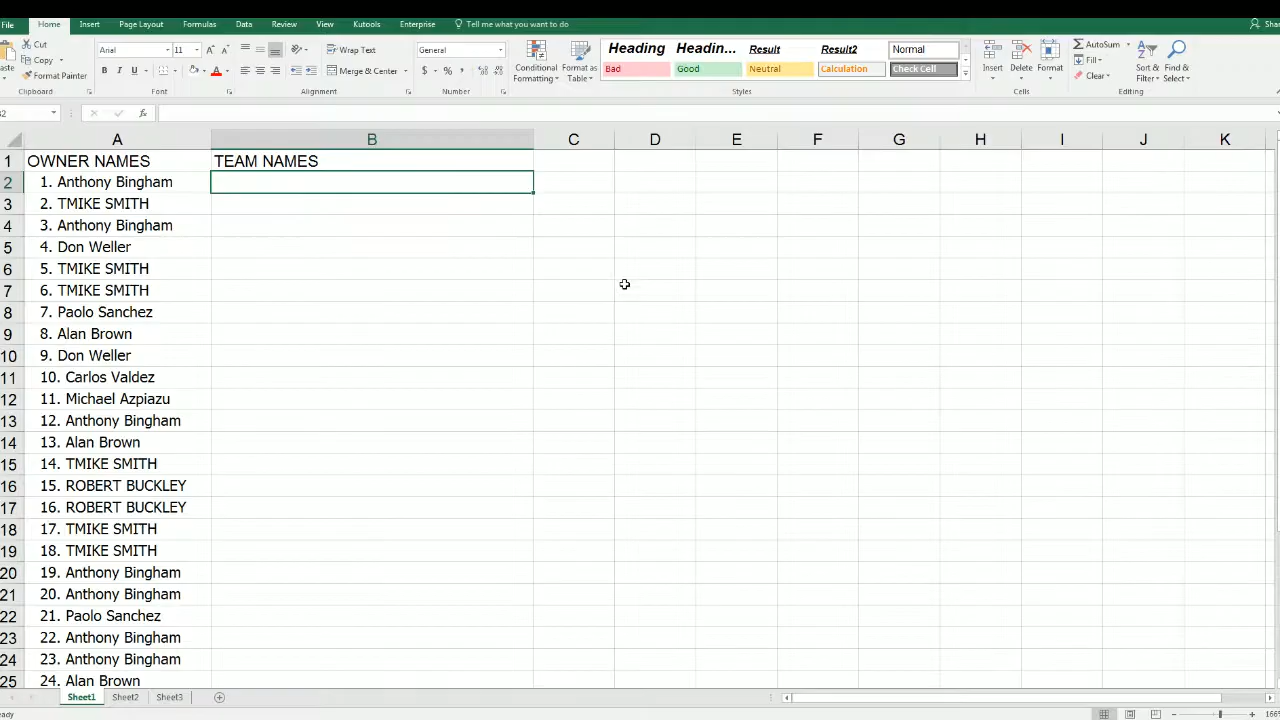 File Home Insert Page Layout Formulas Data Review View Kutools Enterprise Tell me what you want to do
Cut Arial 11 Wrap Text General Heading Headin... Result Result2 Normal AutoSum
Copy Fill
Format Painter B I U Merge & Center $ % Conditional Formatting Format as Table Bad Good Neutral Calculation Check Cell Insert Delete Format Clear Sort & Filter Find & Select
Clipboard Font Alignment Number Styles Cells Editing
fx
A B C D E F G H I J K
1 OWNER NAMES TEAM NAMES
2 1. Anthony Bingham
3 2. TMIKE SMITH
4 3. Anthony Bingham
5 4. Don Weller
6 5. TMIKE SMITH
7 6. TMIKE SMITH
8 7. Paolo Sanchez
9 8. Alan Brown
10 9. Don Weller
11 10. Carlos Valdez
12 11. Michael Azpiazu
13 12. Anthony Bingham
14 13. Alan Brown
15 14. TMIKE SMITH
16 15. ROBERT BUCKLEY
17 16. ROBERT BUCKLEY
18 17. TMIKE SMITH
19 18. TMIKE SMITH
20 19. Anthony Bingham
21 20. Anthony Bingham
22 21. Paolo Sanchez
23 22. Anthony Bingham
24 23. Anthony Bingham
25 24. Alan Brown
Sheet1 Sheet2 Sheet3